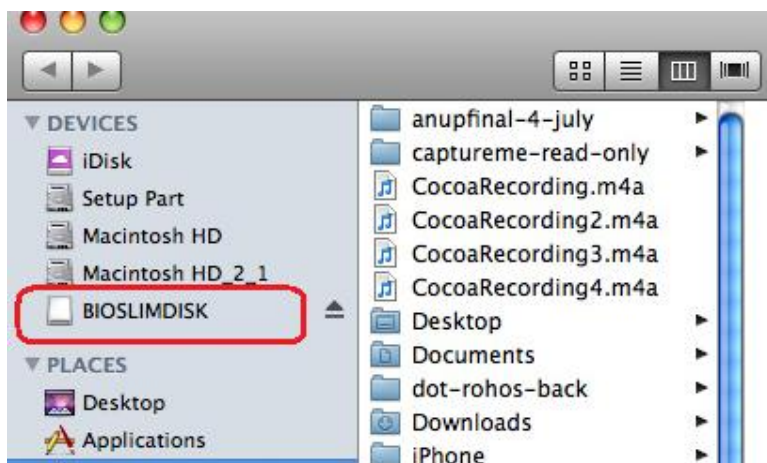 DEVICES
iDisk
Setup Part
Macintosh HD
Macintosh HD_2_1
BIOSLIMDISK
PLACES
Desktop
Applications
anupfinal-4-july
captureme-read-only
CocoaRecording.m4a
CocoaRecording2.m4a
CocoaRecording3.m4a
CocoaRecording4.m4a
Desktop
Documents
dot-rohos-back
Downloads
iPhone